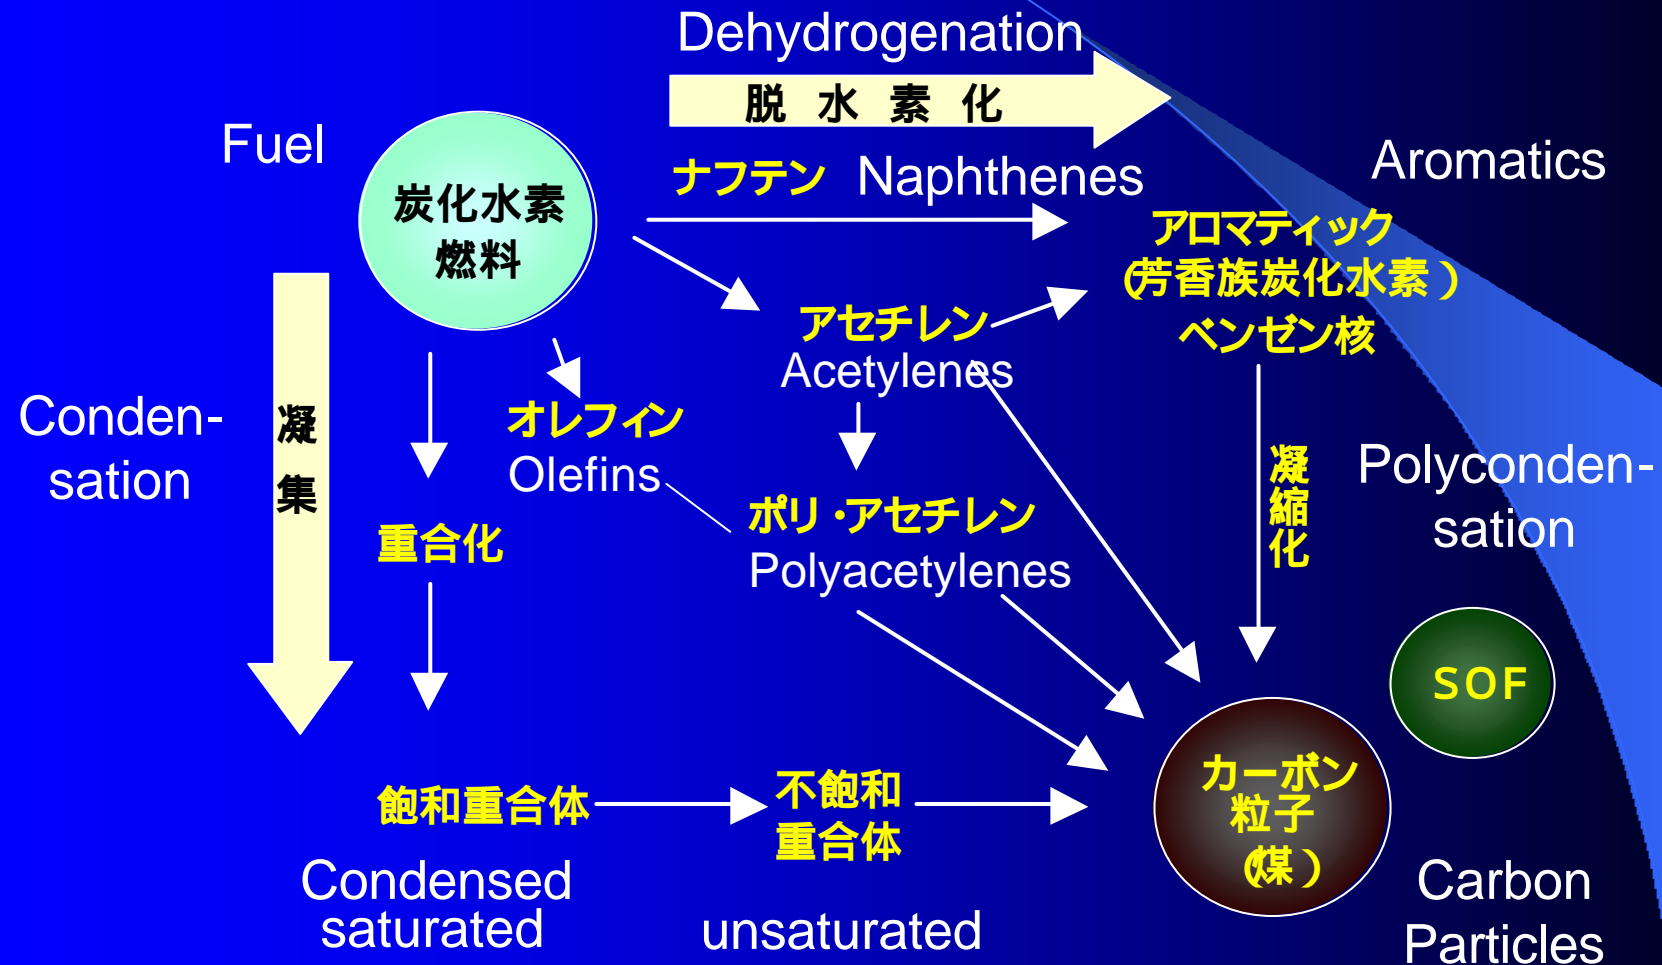 Dehydrogenation
脱水素化
Fuel
炭化水素
燃料
ナフテン Naphthenes
Aromatics
アロマティック
(芳香族炭化水素)
ベンゼン核
アセチレン
Acetylenes
Conden-
sation
凝
集
オレフィン
Olefins
重合化
ポリ・アセチレン
Polyacetylenes
凝
縮
化
Polyconden-
sation
SOF
飽和重合体
不飽和
重合体
カーボン
粒子
(煤)
Condensed
saturated
unsaturated
Carbon
Particles